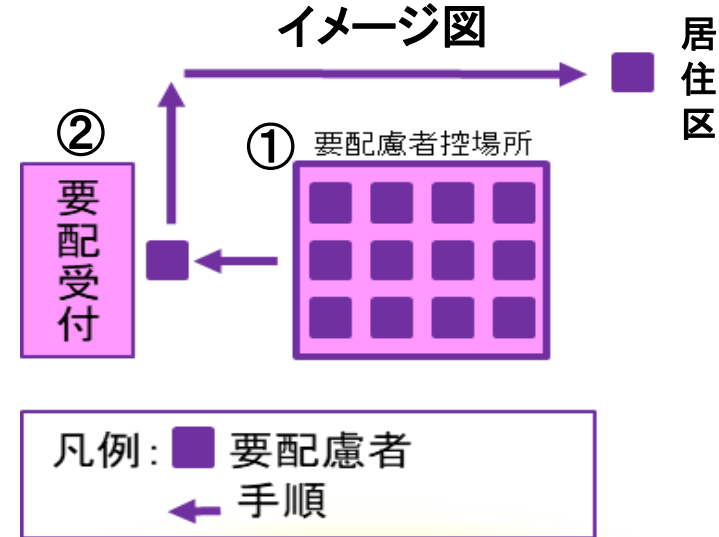 イメージ図
居
住
区
②
①
要配慮者控場所
要
配
受
付
凡例:
要配慮者
手順